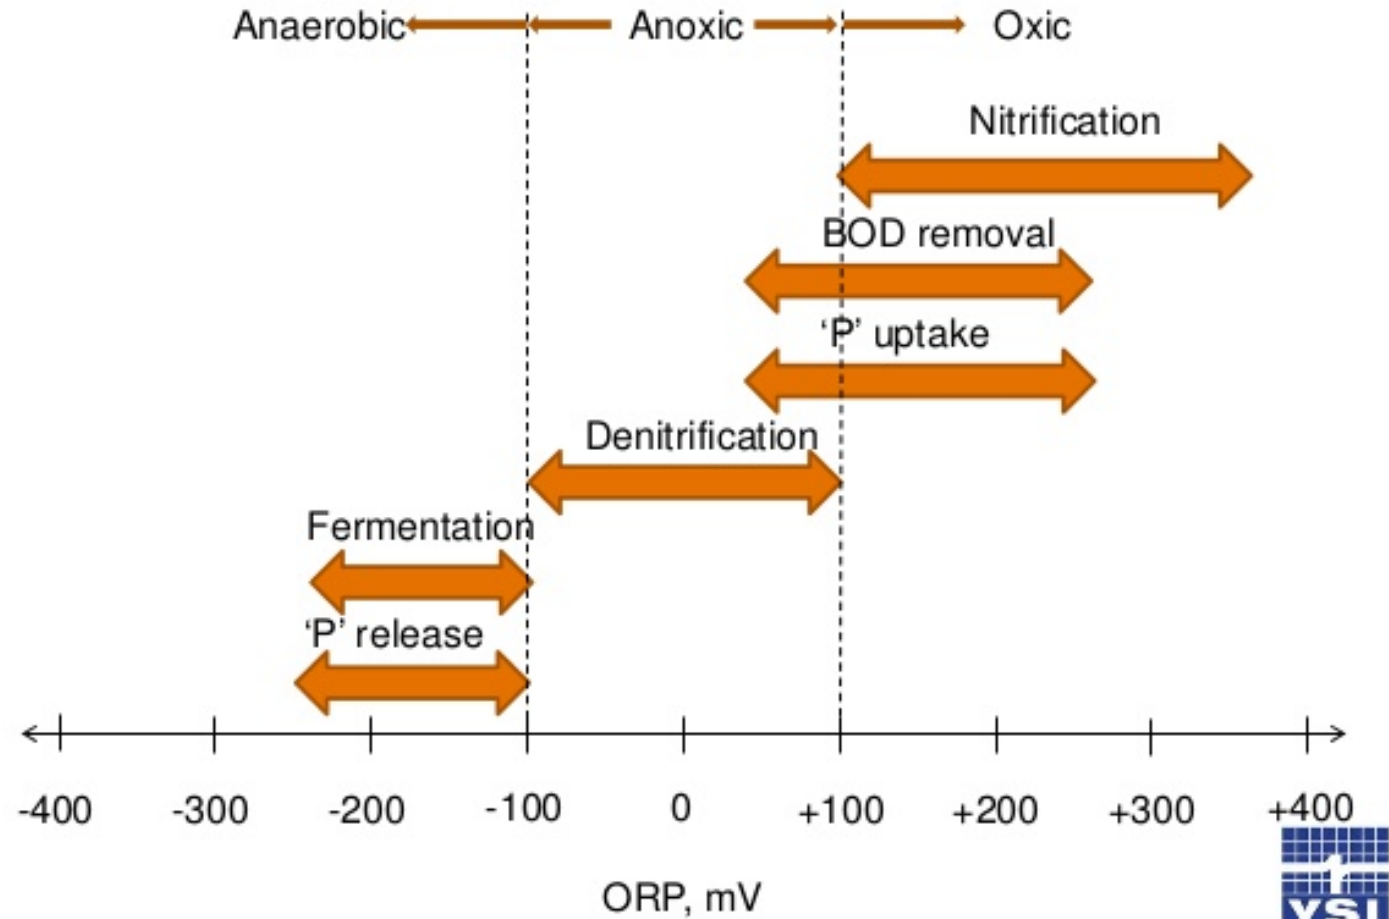 Anaerobic Anoxic Oxic
Nitrification
BOD removal
‘P’ uptake
Denitrification
Fermentation
‘P’ release
-400 -300 -200 -100 0 +100 +200 +300 +400
ORP, mV
YSI